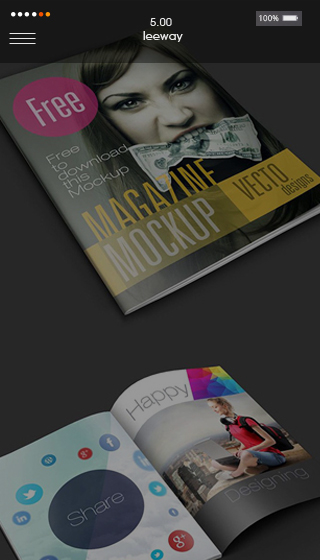 5.00
100%
leeway
Free
Free
to download
this
Mockup
MAGAZINE
MOCKUP
VECTO
designs
Happy
Share
Designing